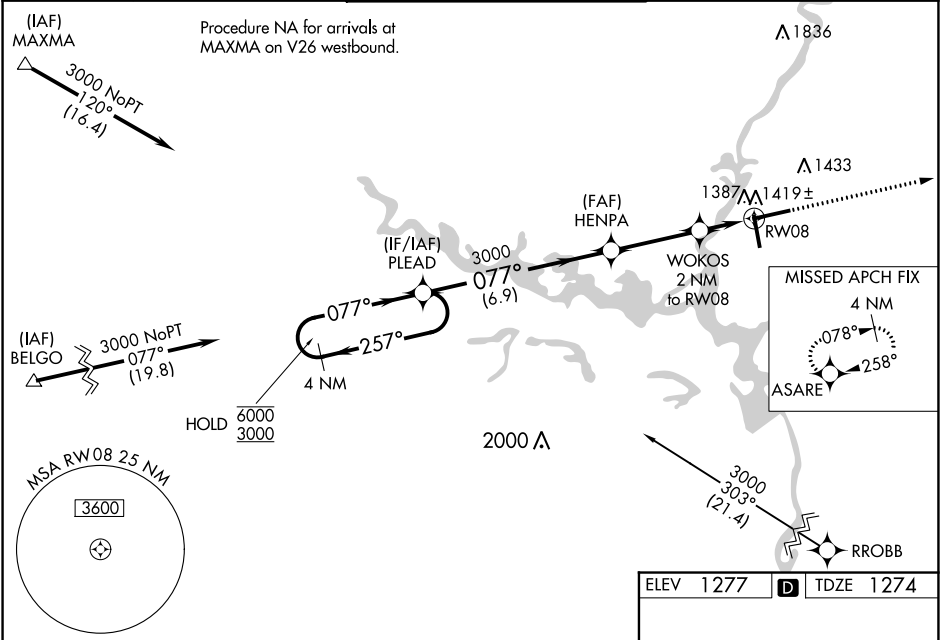 (IAF)
MAXMA
3000 NoPT
120°
(16.4)
Procedure NA for arrivals at
MAXMA on V26 westbound.
1836
1433
1387
1419±
RW08
(FAF)
HENPA
WOKOS
2 NM
to RW08
(IF/IAF)
PLEAD
3000
077°
(6.9)
077°
257°
4 NM
HOLD
6000
3000
(IAF)
BELGO
3000 NoPT
077°
(19.8)
MISSED APCH FIX
4 NM
078°
258°
ASARE
2000
3000
303°
(21.4)
RROBB
MSA RW08 25 NM
3600
ELEV 1277 D TDZE 1274